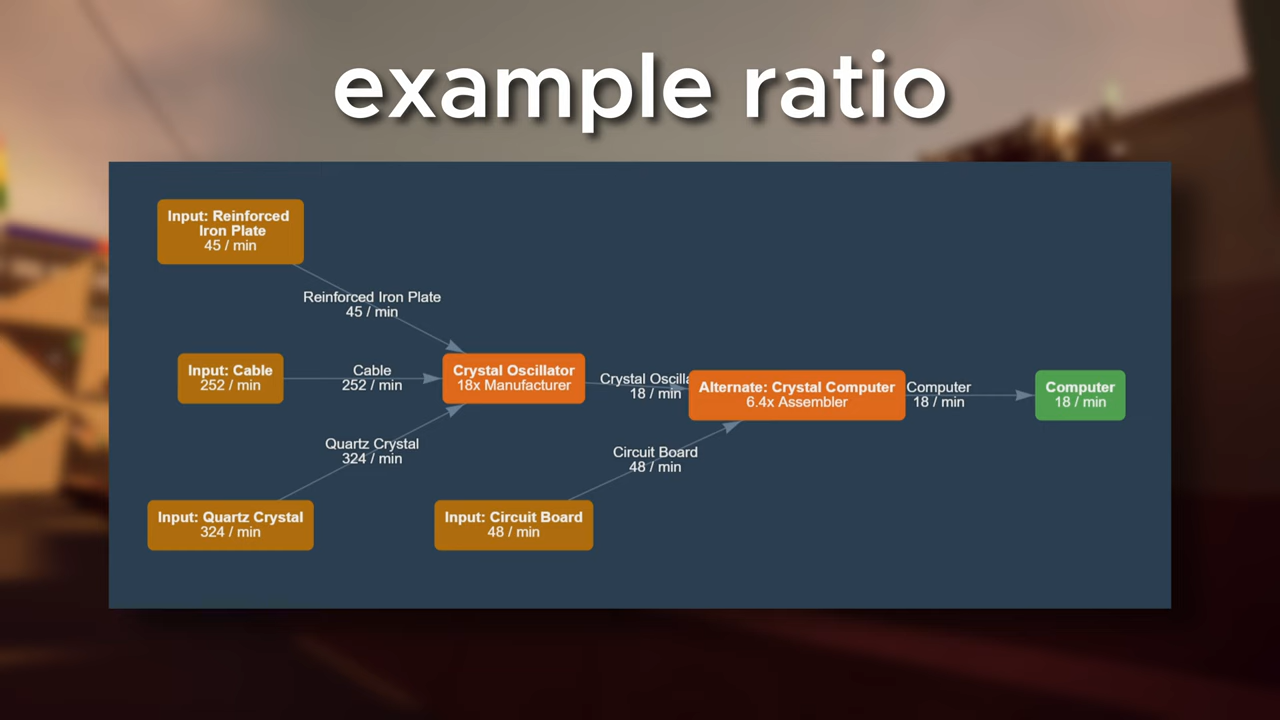 example ratio
Input: Reinforced
Iron Plate
45 / min
Reinforced Iron Plate
45 / min
Input: Cable
252 / min
Cable
252 / min
Crystal Oscillator
18x Manufacturer
Crystal Oscilla
18 / min
Alternate: Crystal Computer
6.4x Assembler
Computer
18 / min
Computer
18 / min
Quartz Crystal
324 / min
Circuit Board
48 / min
Input: Quartz Crystal
324 / min
Input: Circuit Board
48 / min